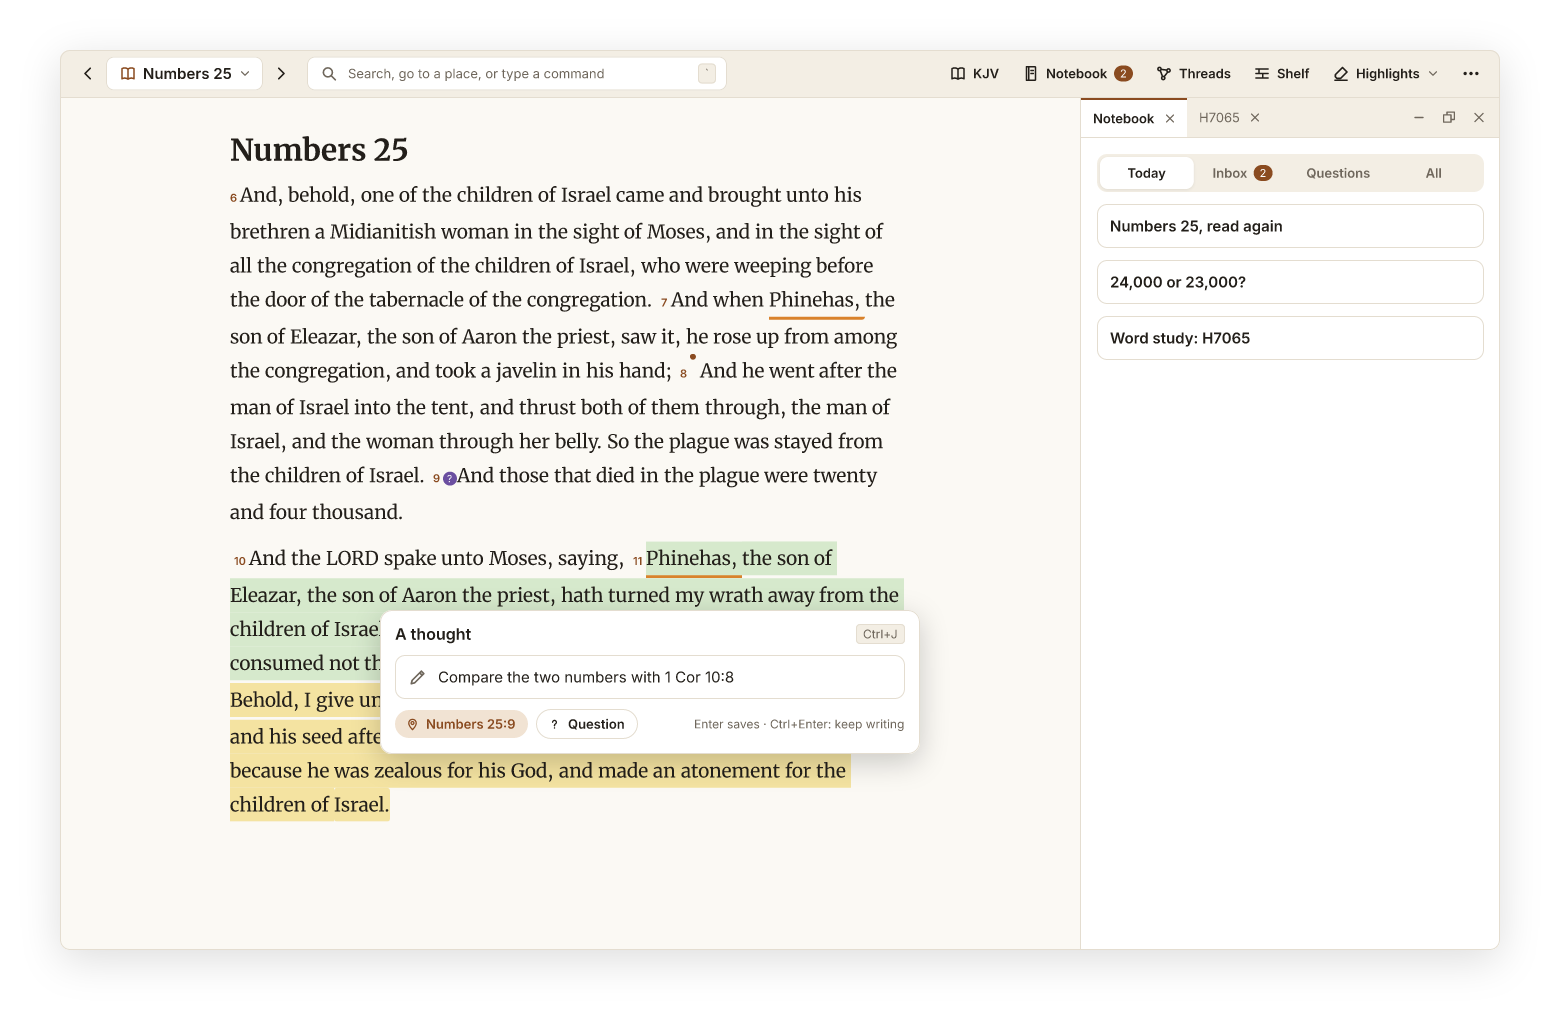 Numbers 25
Search, go to a place, or type a command
KJV
Notebook 2
Threads
Shelf
Highlights
Numbers 25
6 And, behold, one of the children of Israel came and brought unto his
brethren a Midianitish woman in the sight of Moses, and in the sight of
all the congregation of the children of Israel, who were weeping before
the door of the tabernacle of the congregation. 7 And when Phinehas, the
son of Eleazar, the son of Aaron the priest, saw it, he rose up from among
the congregation, and took a javelin in his hand; 8 And he went after the
man of Israel into the tent, and thrust both of them through, the man of
Israel, and the woman through her belly. So the plague was stayed from
the children of Israel. 9 ? And those that died in the plague were twenty
and four thousand.
10 And the LORD spake unto Moses, saying, 11 Phinehas, the son of
Eleazar, the son of Aaron the priest, hath turned my wrath away from the
children of Israel
consumed not
Behold, I give
and his seed
because he was zealous for his God, and made an atonement for the
children of Israel.
A thought
Ctrl+J
Compare the two numbers with 1 Cor 10:8
Numbers 25:9
? Question
Enter saves · Ctrl+Enter: keep writing
Notebook
H7065
Today
Inbox 2
Questions
All
Numbers 25, read again
24,000 or 23,000?
Word study: H7065